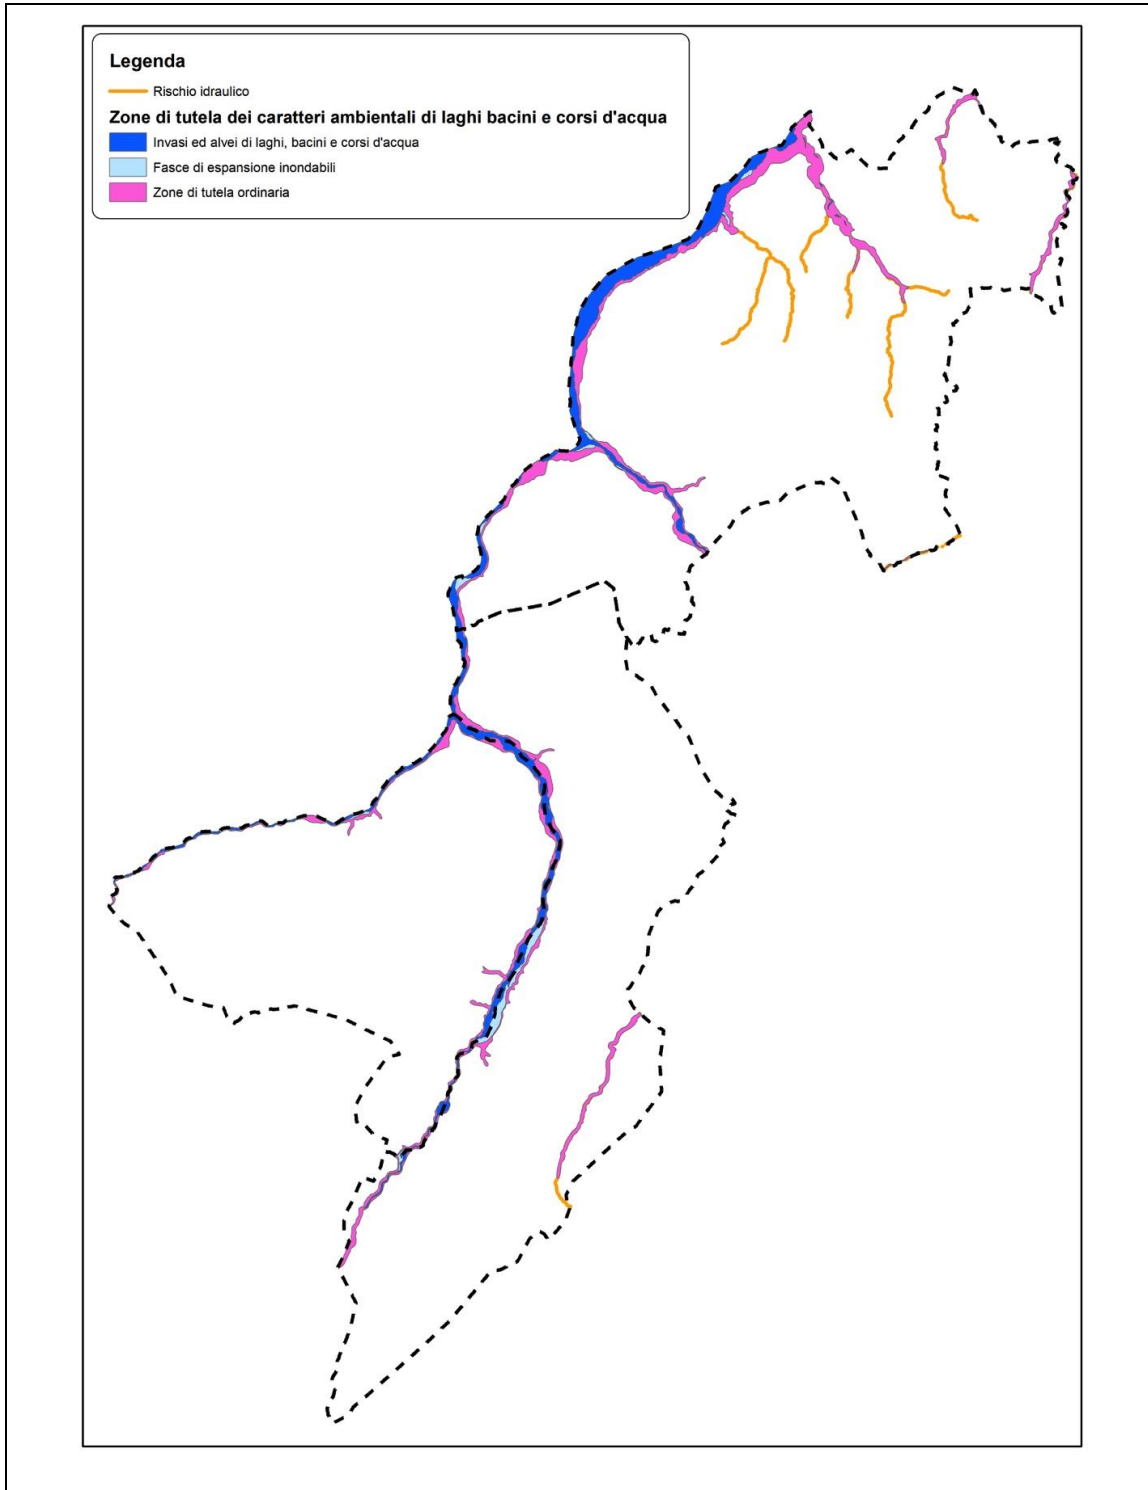 Legenda
Rischio idraulico
Zone di tutela dei caratteri ambientali di laghi bacini e corsi d'acqua
Invasi ed alvei di laghi, bacini e corsi d'acqua
Fasce di espansione inondabili
Zone di tutela ordinaria